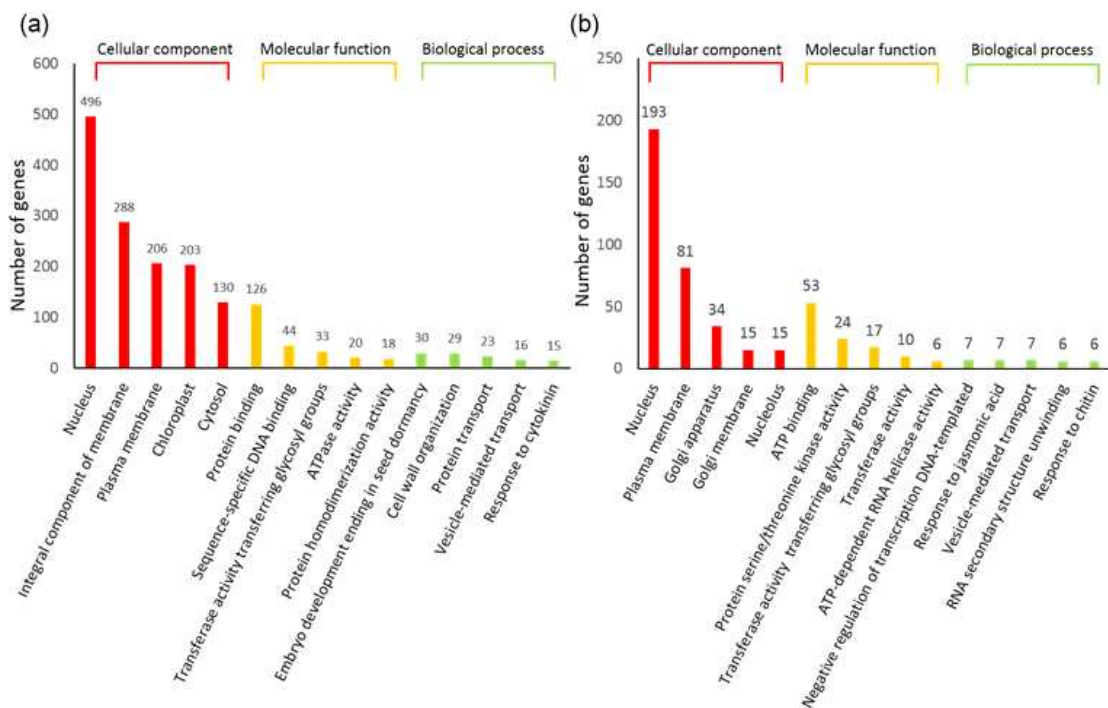 (a)
Cellular component
Molecular function
Biological process
600
500
400
300
200
100
0
Number of genes
496
288
206
203
130
126
44
33
20
18
30
29
23
16
15
Nucleus
Integral component of membrane
Plasma membrane
Chloroplast
Cytosol
Protein binding
Sequence-specific DNA binding
Transferase activity transferring glycosyl groups
ATPase activity
Protein homodimerization activity
Embryo development ending in seed dormancy
Cell wall organization
Protein transport
Vesicle-mediated transport
Response to cytokinin
(b)
Cellular component
Molecular function
Biological process
250
200
150
100
50
0
Number of genes
193
81
34
15
15
53
24
17
10
6
7
7
7
6
6
Nucleus
Plasma membrane
Golgi apparatus
Golgi membrane
Nucleolus
ATP binding
Protein serine/threonine kinase activity
Transferase activity transferring glycosyl groups
Transferase activity
ATP-dependent RNA helicase activity
Negative regulation of transcription DNA-templated
Response to jasmonic acid
Vesicle-mediated transport
RNA secondary structure unwinding
Response to chitin